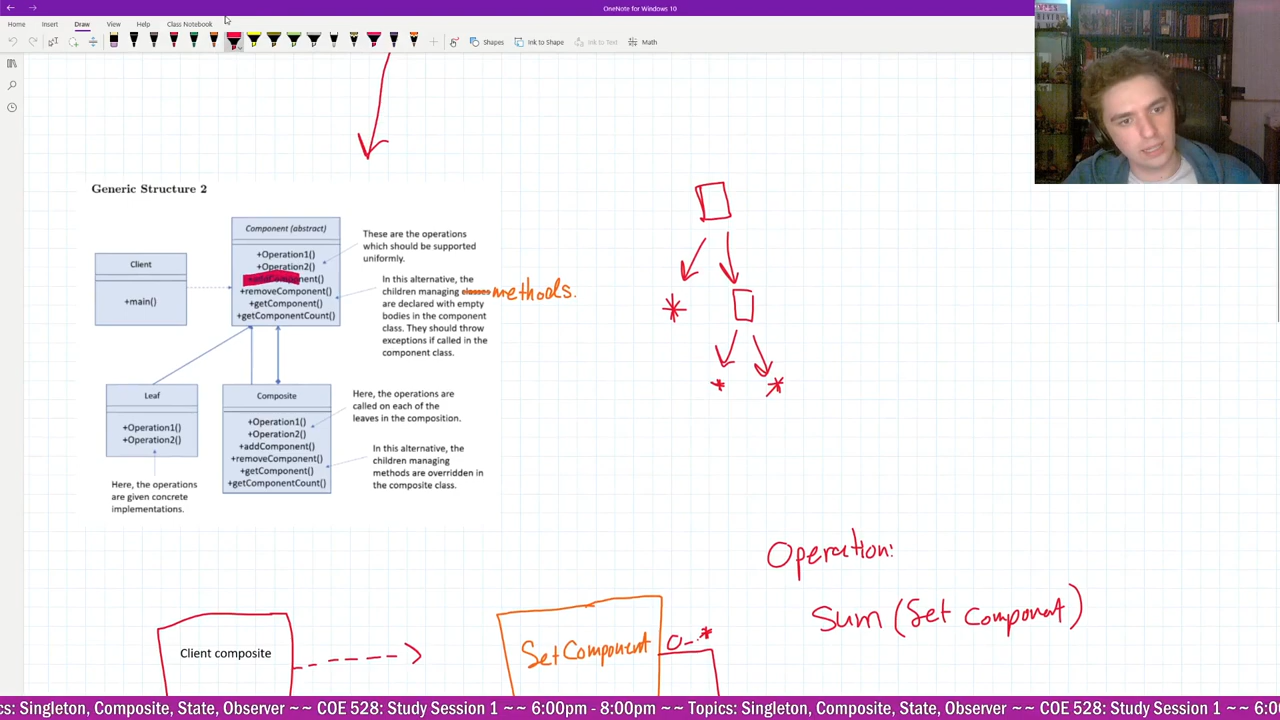 OneNote for Windows 10
Home Insert Draw View Help Class Notebook
Shapes Ink to Shape Ink to Text Math
Generic Structure 2
Component (abstract)
+Operation1()
+Operation2()
+removeComponent()
+getComponent()
+getComponentCount()
Client
+main()
These are the operations
which should be supported
uniformly.
In this alternative, the
children managing classes methods.
are declared with empty
bodies in the component
class. They should throw
exceptions if called in the
component class.
Leaf
+Operation1()
+Operation2()
Composite
+Operation1()
+Operation2()
+addComponent()
+removeComponent()
+getComponent()
+getComponentCount()
Here, the operations are
called on each of the
leaves in the composition.
In this alternative, the
children managing
methods are overridden in
the composite class.
Here, the operations
are given concrete
implementations.
*
* *
Operation:
Sum (Set Component)
Client composite
SetComponent
0..*
cs: Singleton, Composite, State, Observer ~~ COE 528: Study Session 1 ~~ 6:00pm - 8:00pm ~~ Topics: Singleton, Composite, State, Observer ~~ COE 528: Study Session 1 ~~ 6:0